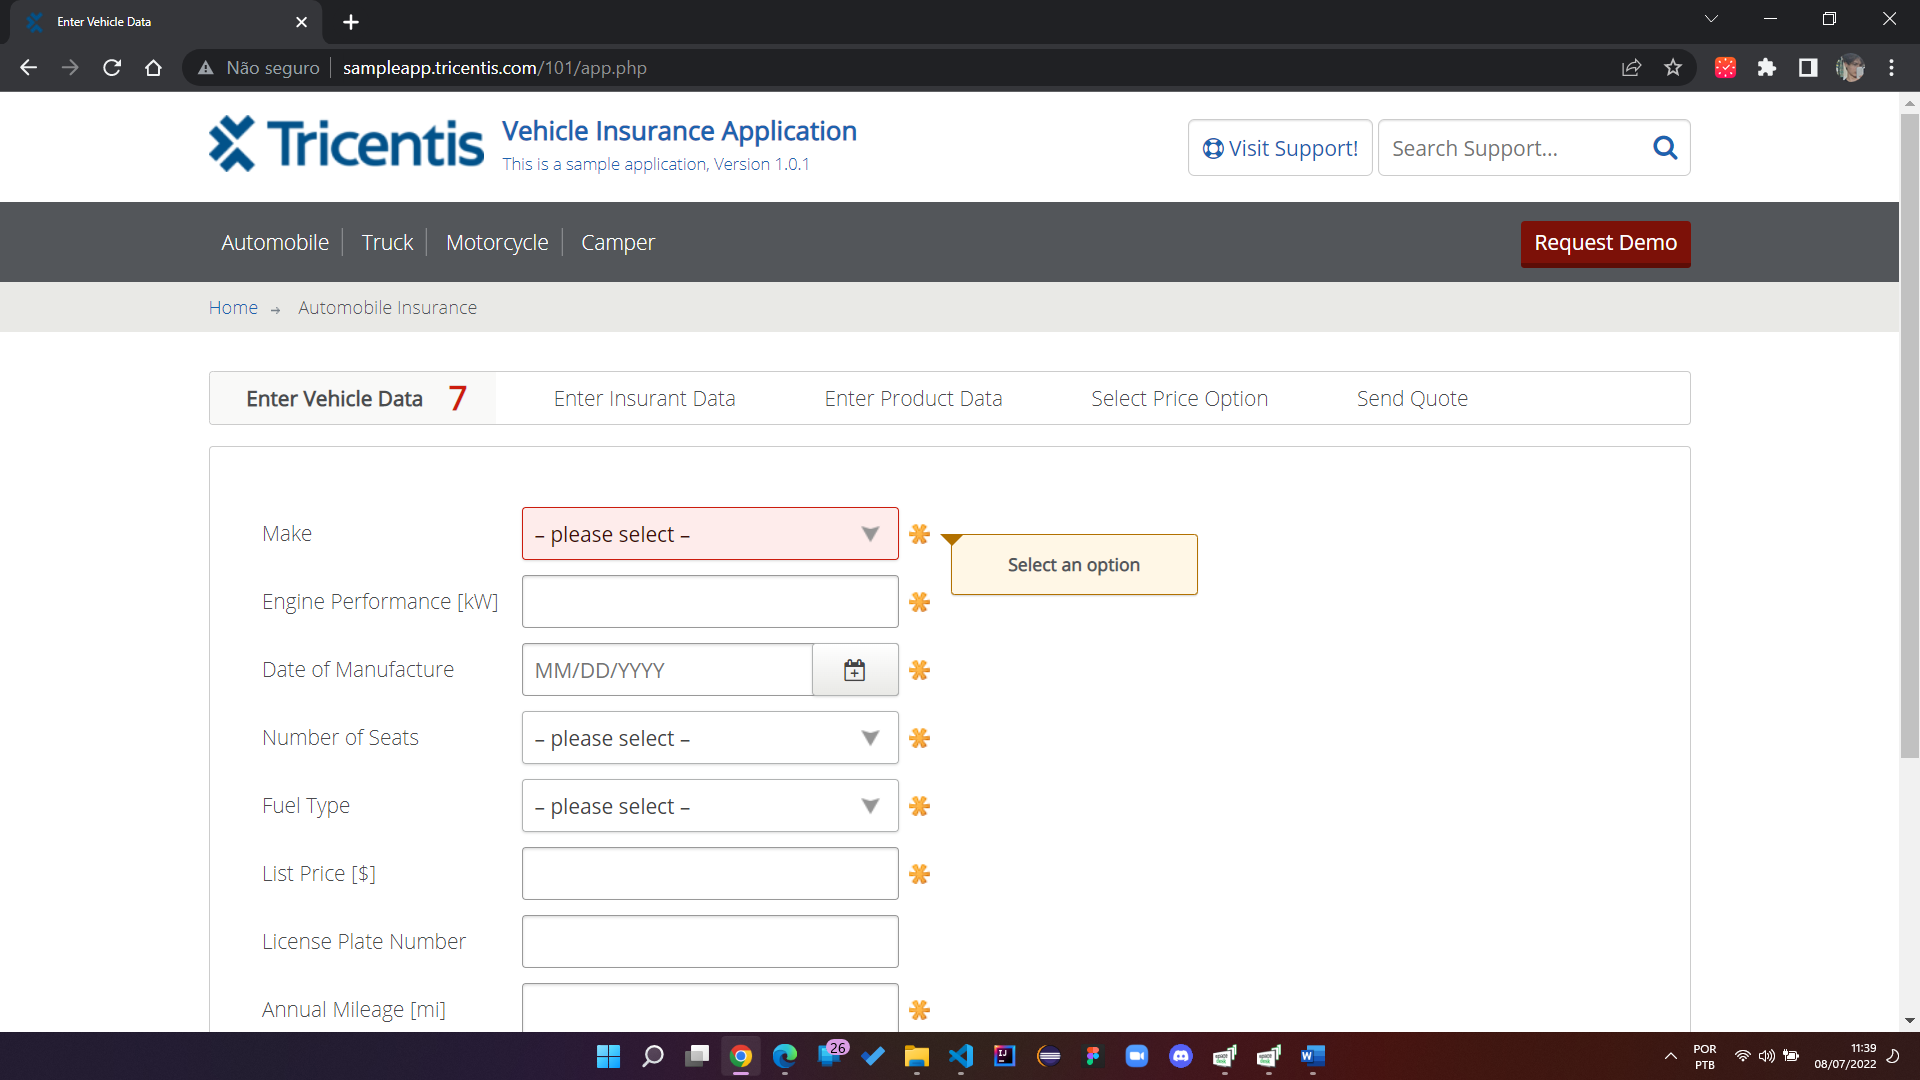 Enter Vehicle Data
Não seguro
sampleapp.tricentis.com/101/app.php
Tricentis
Vehicle Insurance Application
This is a sample application, Version 1.0.1
Visit Support!
Search Support...
Automobile
Truck
Motorcycle
Camper
Request Demo
Home
Automobile Insurance
Enter Vehicle Data 7
Enter Insurant Data
Enter Product Data
Select Price Option
Send Quote
Make
– please select –
Select an option
Engine Performance [kW]
Date of Manufacture
MM/DD/YYYY
Number of Seats
– please select –
Fuel Type
– please select –
List Price [$]
License Plate Number
Annual Mileage [mi]
26
POR
PTB
11:39
08/07/2022